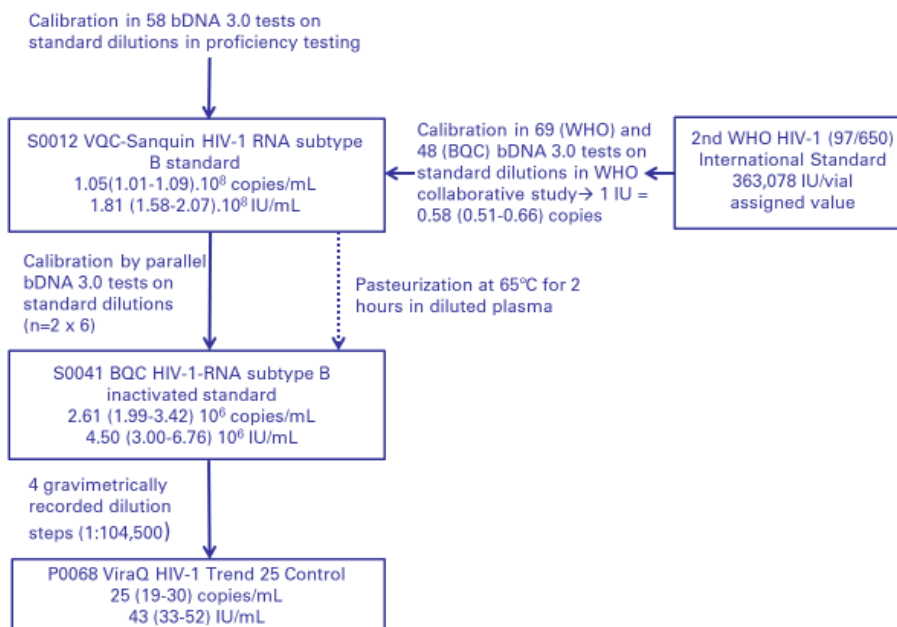 Calibration in 58 bDNA 3.0 tests on
standard dilutions in proficiency testing
S0012 VQC-Sanquin HIV-1 RNA subtype
B standard
1.05(1.01-1.09).10⁸ copies/mL
1.81 (1.58-2.07).10⁸ IU/mL
Calibration in 69 (WHO) and
48 (BQC) bDNA 3.0 tests on
standard dilutions in WHO
collaborative study→ 1 IU =
0.58 (0.51-0.66) copies
2nd WHO HIV-1 (97/650)
International Standard
363,078 IU/vial
assigned value
Calibration by parallel
bDNA 3.0 tests on
standard dilutions
(n=2 x 6)
Pasteurization at 65°C for 2
hours in diluted plasma
S0041 BQC HIV-1-RNA subtype B
inactivated standard
2.61 (1.99-3.42) 10⁶ copies/mL
4.50 (3.00-6.76) 10⁶ IU/mL
4 gravimetrically
recorded dilution
steps (1:104,500)
P0068 ViraQ HIV-1 Trend 25 Control
25 (19-30) copies/mL
43 (33-52) IU/mL